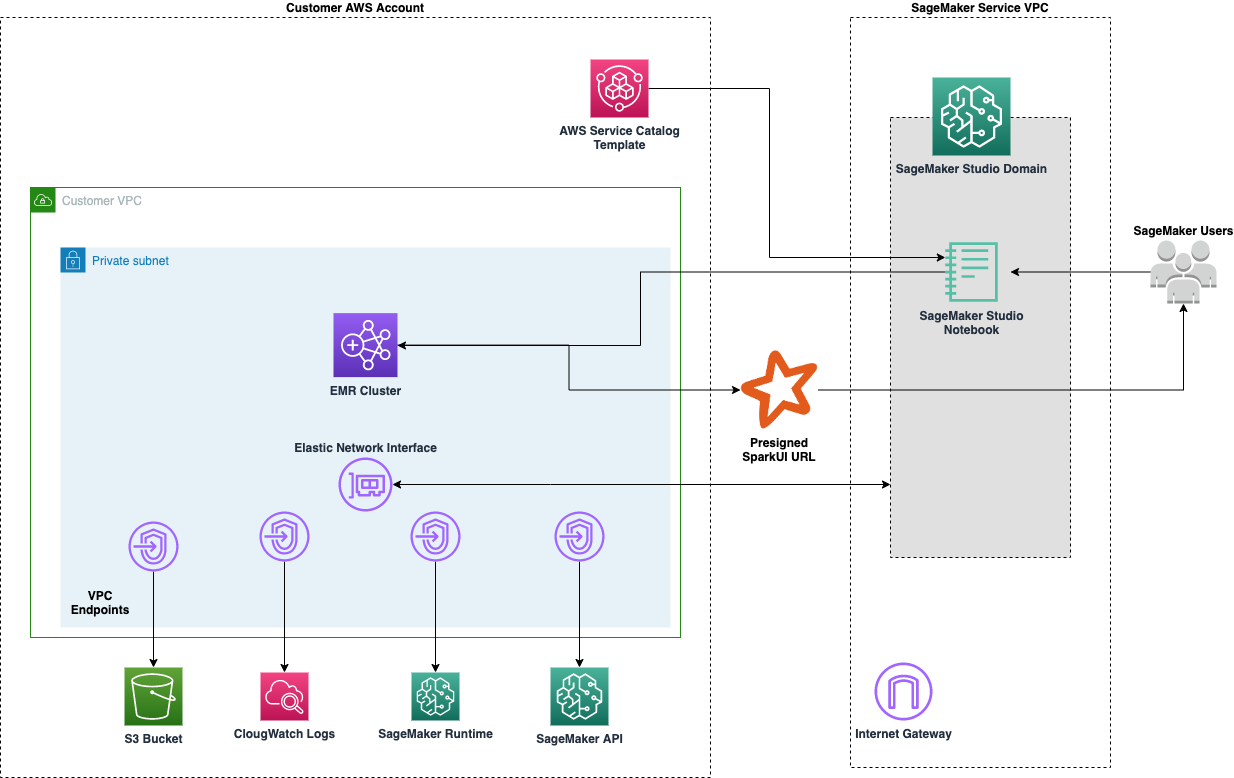 Customer AWS Account
SageMaker Service VPC
AWS Service Catalog
Template
SageMaker Studio Domain
Customer VPC
SageMaker Users
Private subnet
SageMaker Studio
Notebook
EMR Cluster
Presigned
SparkUI URL
Elastic Network Interface
VPC
Endpoints
S3 Bucket
ClougWatch Logs
SageMaker Runtime
SageMaker API
Internet Gateway